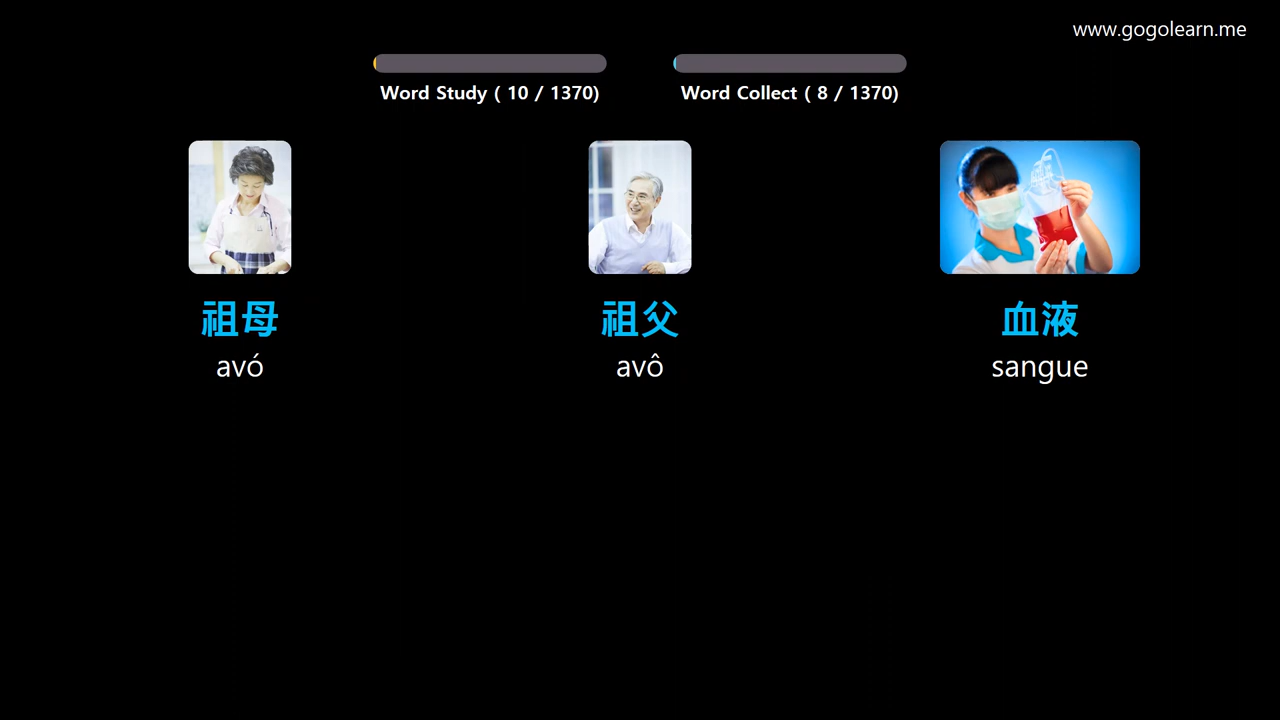 www.gogolearn.me
Word Study ( 10 / 1370)
Word Collect ( 8 / 1370)
祖母
avó
祖父
avô
血液
sangue